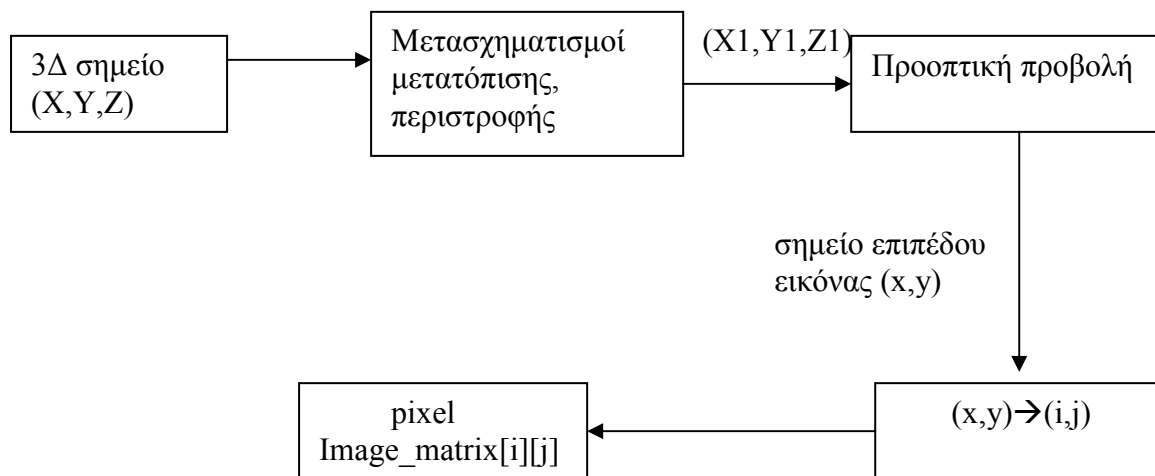 3Δ σημείο
(X,Y,Z)
Μετασχηματισμοί
μετατόπισης,
περιστροφής
(X1,Y1,Z1)
Προοπτική προβολή
σημείο επιπέδου
εικόνας (x,y)
(x,y)→(i,j)
pixel
Image_matrix[i][j]